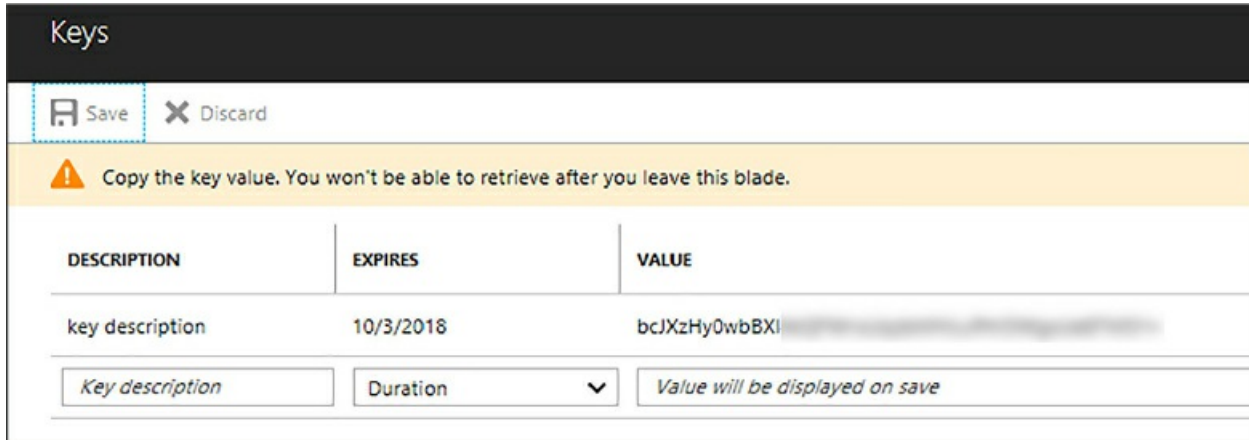 Keys
Save Discard
Copy the key value. You won't be able to retrieve after you leave this blade.
DESCRIPTION EXPIRES VALUE
key description 10/3/2018
Key description Duration Value will be displayed on save